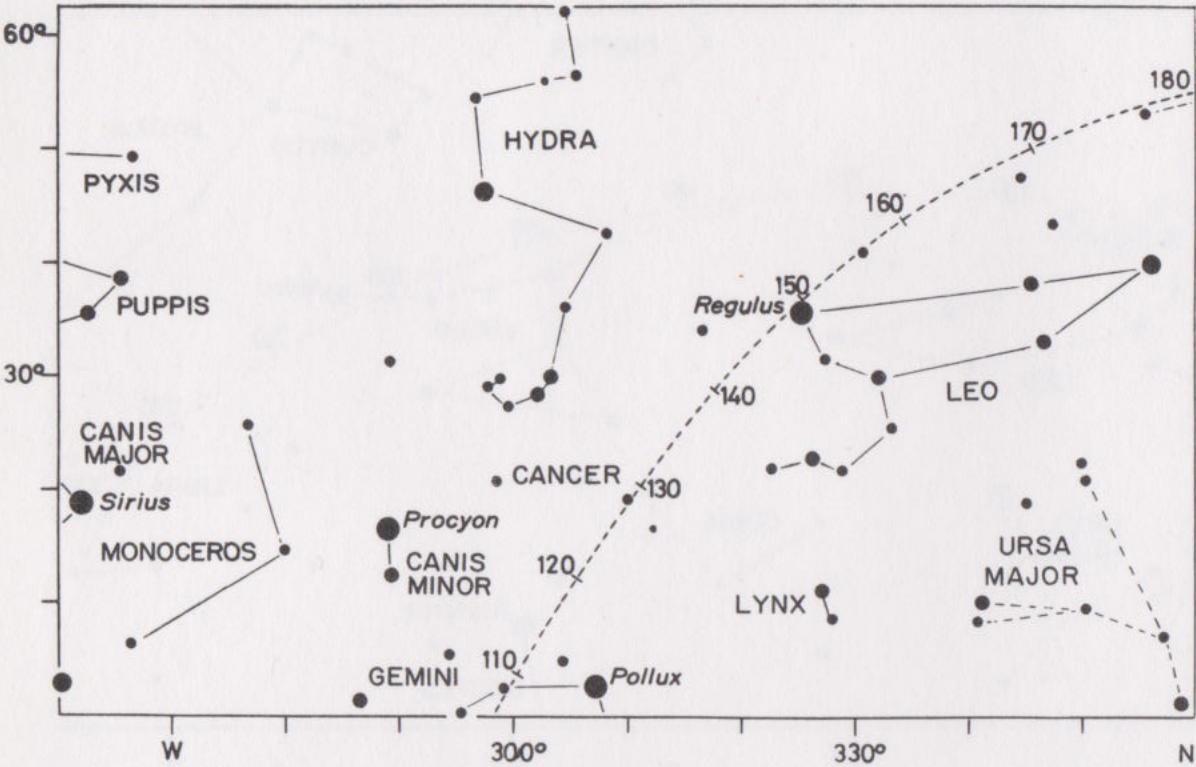 60°
180
170
HYDRA
PYXIS
160
150
Regulus
PUPPIS
30°
140
LEO
CANIS
MAJOR
CANCER
130
Sirius
Procyon
MONOCEROS
CANIS
MINOR
120
URSA
MAJOR
LYNX
110
GEMINI
Pollux
W
300°
330°
N